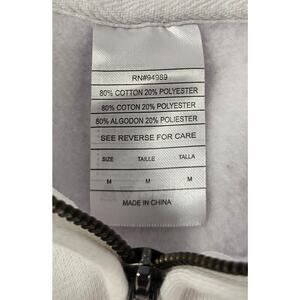 RN#94989
80% COTTON 20% POLYESTER
80% COTON 20% POLYESTER
80% ALGODON 20% POLIESTER
SEE REVERSE FOR CARE
SIZE TAILLE TALLA
M M M
MADE IN CHINA